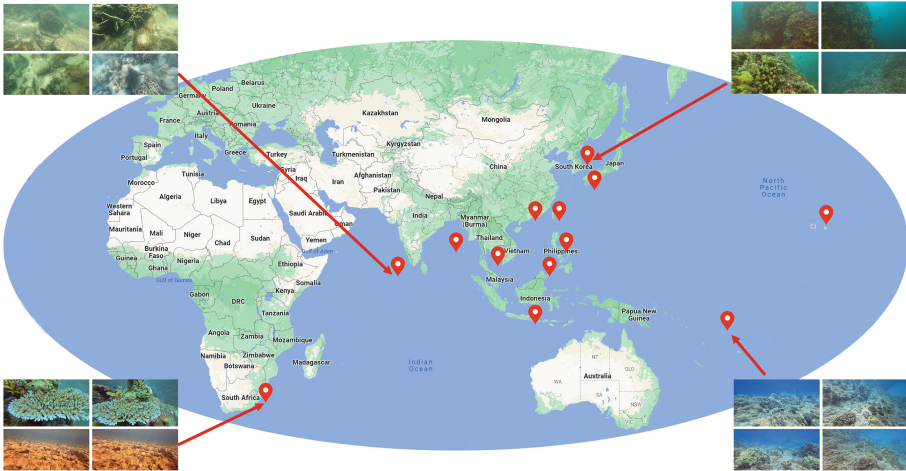 Belarus
Poland
Germany
Ukraine
Kazakhstan
Mongolia
France
Austria
Romania
Italy
Kyrgyzstan
Spain
Greece
Turkey
Turkmenistan
South Korea
Japan
Portugal
Syria
China
Tunisia
Iraq
Iran
Afghanistan
North
Pacific
Ocean
Morocco
Pakistan
Algeria
Libya
Egypt
Nepal
Western
Sahara
Saudi Arabia
India
Myanmar
(Burma)
Oman
Mauritania
Mali
Niger
Chad
Sudan
Yemen
Thailand
Vietnam
Philippines
Gulf of Aden
Burkina
Faso
Guinea
Nigeria
Ethiopia
Ghana
Somalia
Malaysia
Gulf of Guinea
Kenya
Gabon
DRC
Indonesia
Tanzania
Papua New
Guinea
Angola
Zambia
Mozambique
Namibia
Zimbabwe
Madagascar
Botswana
Indian
Ocean
NT
QLD
WA
Australia
SA
South Africa
NSW